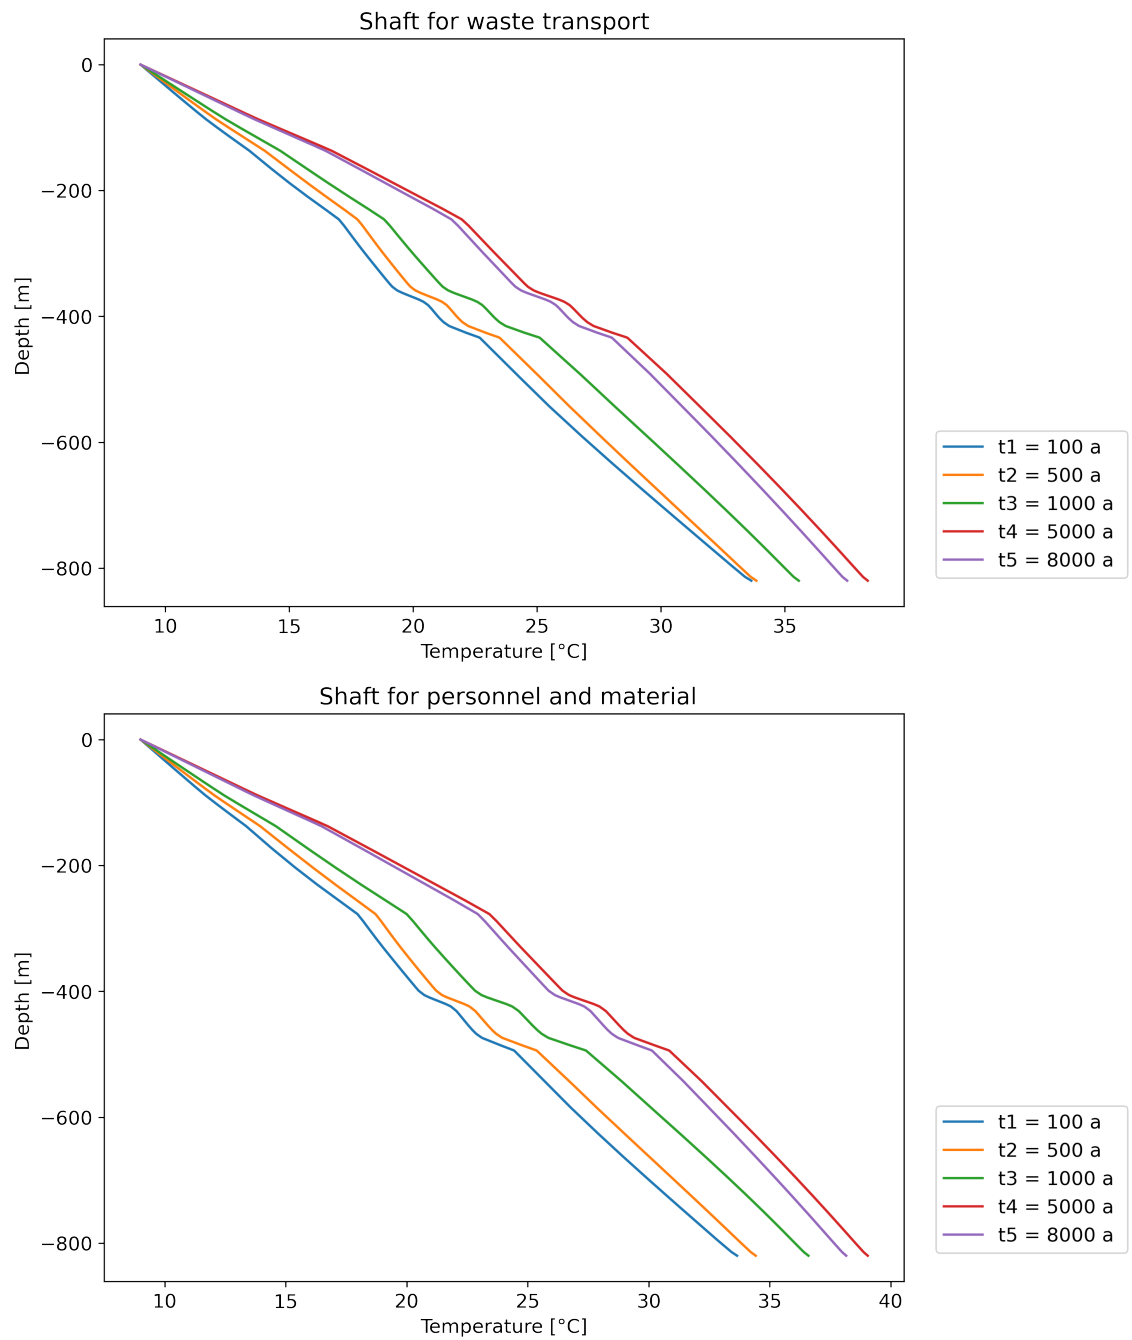 Shaft for waste transport
0
−200
−400
−600
−800
Depth [m]
10 15 20 25 30 35
Temperature [°C]
t1 = 100 a
t2 = 500 a
t3 = 1000 a
t4 = 5000 a
t5 = 8000 a
Shaft for personnel and material
0
−200
−400
−600
−800
Depth [m]
10 15 20 25 30 35 40
Temperature [°C]
t1 = 100 a
t2 = 500 a
t3 = 1000 a
t4 = 5000 a
t5 = 8000 a